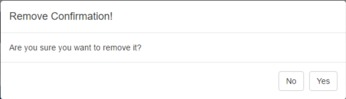 Remove Confirmation!
Are you sure you want to remove it?
No Yes